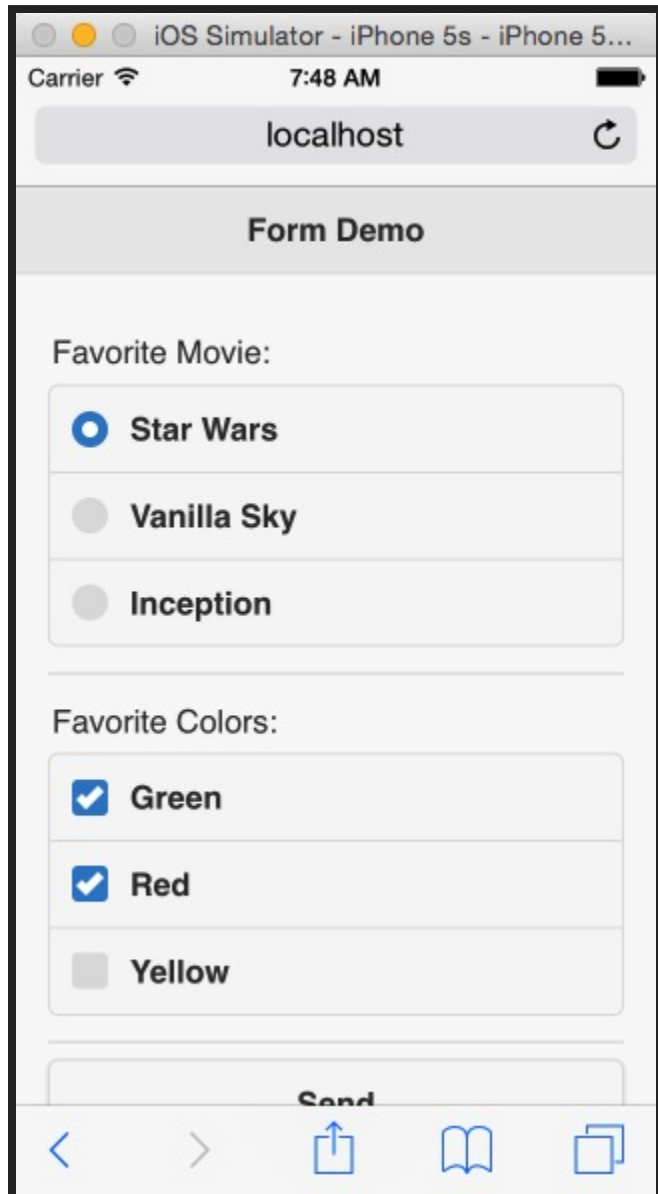 iOS Simulator - iPhone 5s - iPhone 5...
Carrier 7:48 AM
localhost
Form Demo
Favorite Movie:
Star Wars
Vanilla Sky
Inception
Favorite Colors:
Green
Red
Yellow
Send